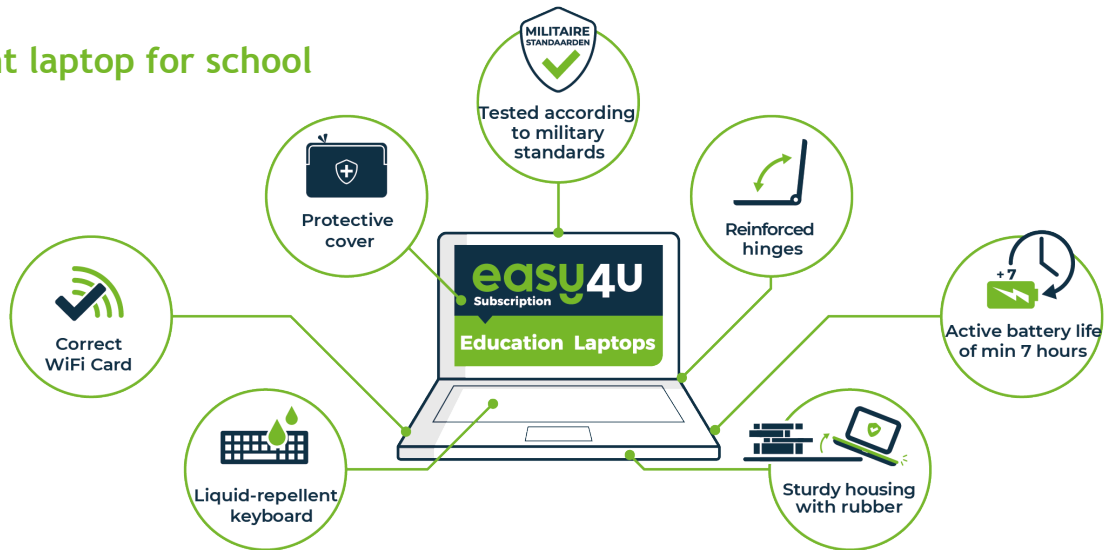 laptop for school
MILITAIRE
STANDAARDEN
Tested according
to military
standards
Protective
cover
Reinforced
hinges
easy4U
Subscription
Education Laptops
+ 7
Active battery life
of min 7 hours
Correct
WiFi Card
Liquid-repellent
keyboard
Sturdy housing
with rubber